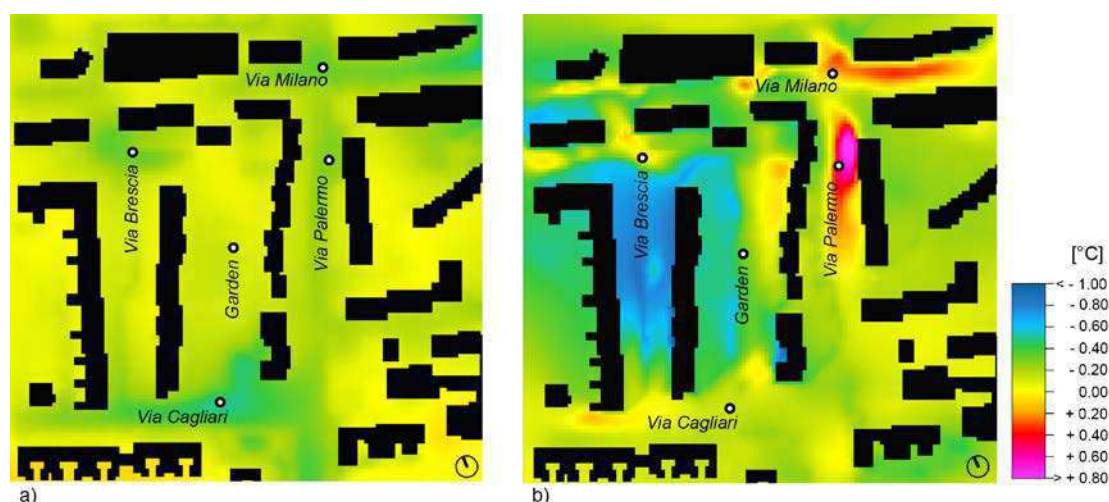 Via Milano
Via Brescia
Garden
Via Palermo
Via Cagliari
a)
Via Milano
Via Brescia
Garden
Via Palermo
Via Cagliari
b)
[°C]
< - 1.00
- 0.80
- 0.60
- 0.40
- 0.20
0.00
+ 0.20
+ 0.40
+ 0.60
> + 0.80